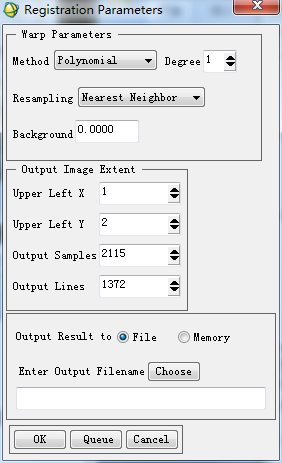 Registration Parameters
Warp Parameters
Method Polynomial Degree 1
Resampling Nearest Neighbor
Background 0.0000
Output Image Extent
Upper Left X 1
Upper Left Y 2
Output Samples 2115
Output Lines 1372
Output Result to File Memory
Enter Output Filename Choose
OK Queue Cancel